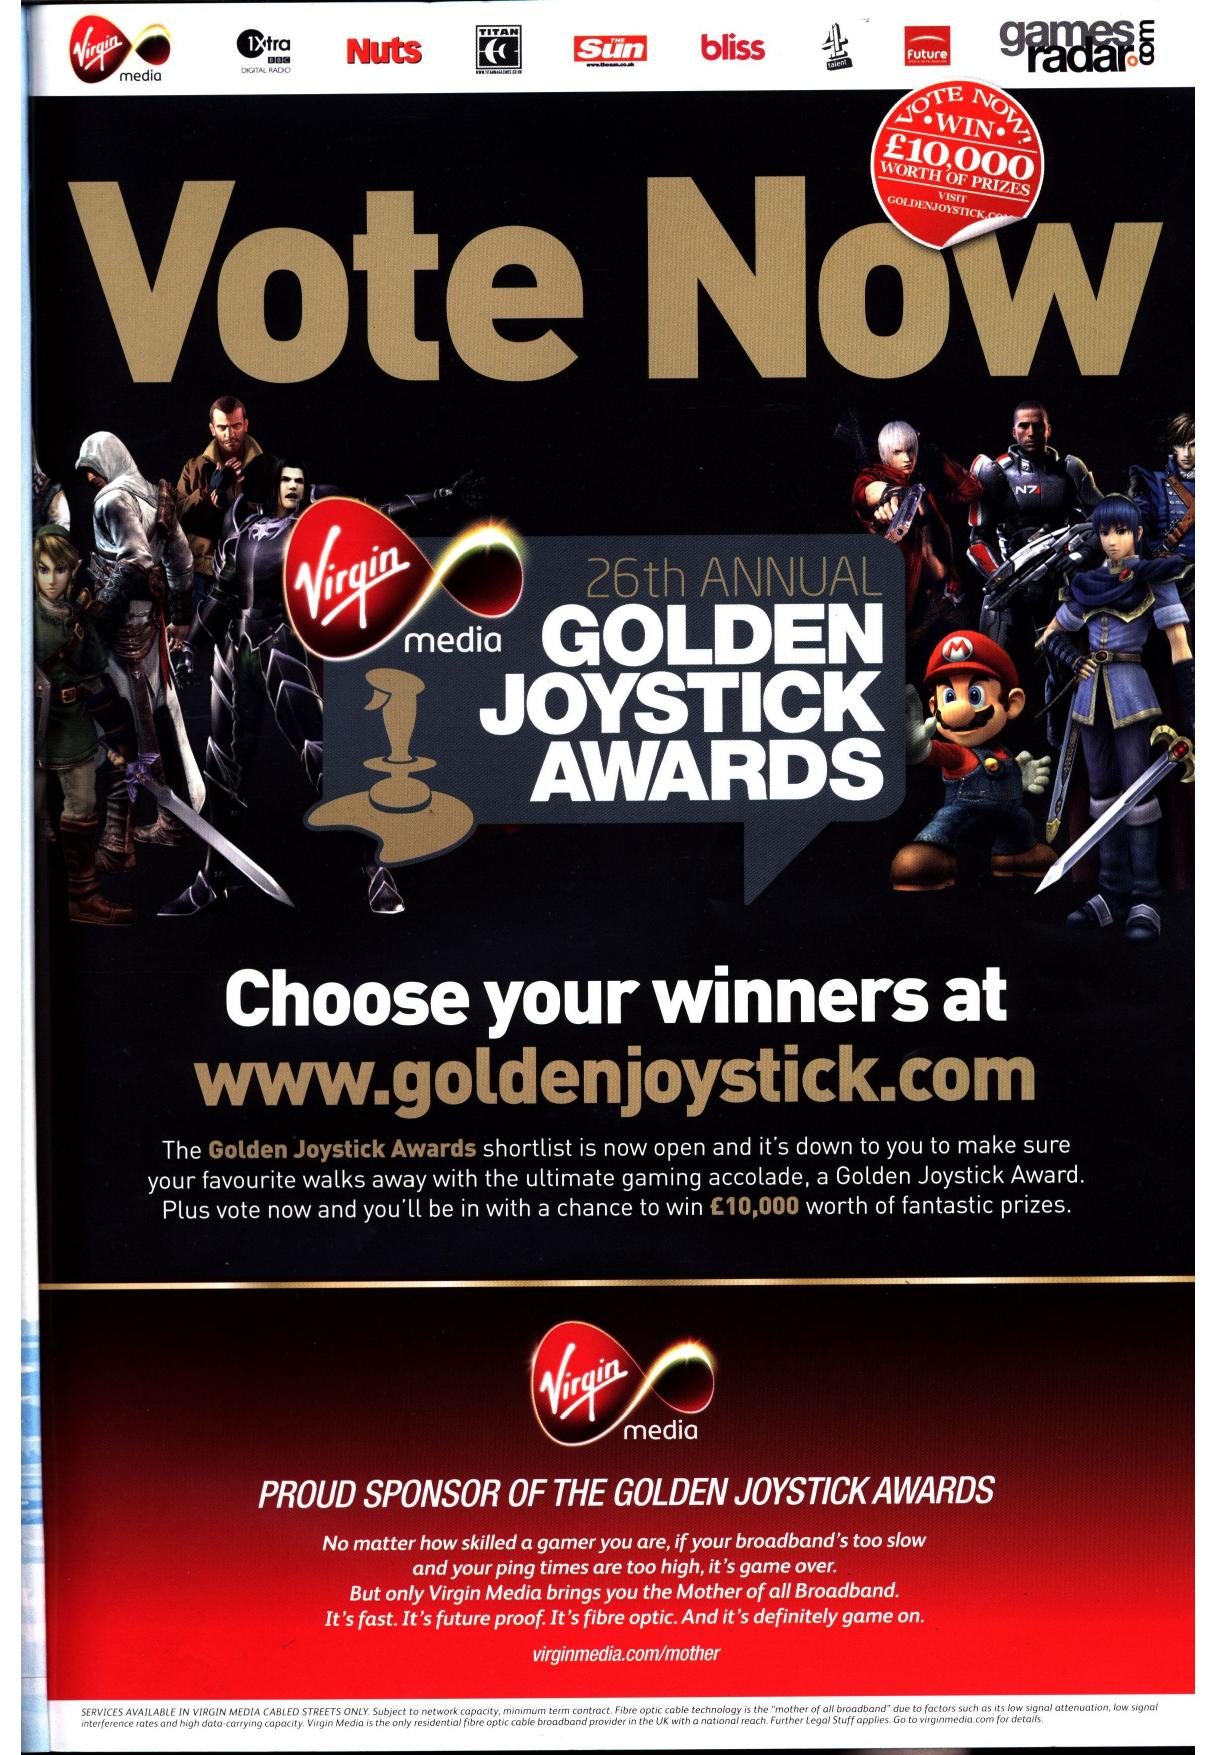 Virgin
media
1Xtra
BBC
DIGITAL RADIO
Nuts
TITAN
THE
Sun
www.thesun.co.uk
bliss
4
talent
Future
games
radar.com
VOTE NOW!
•WIN•
£10,000
WORTH OF PRIZES
VISIT
GOLDENJOYSTICK.CO
Vote Now
N7
M
Virgin
media
26th ANNUAL
GOLDEN
JOYSTICK
AWARDS
Choose your winners at
www.goldenjoystick.com
The Golden Joystick Awards shortlist is now open and it's down to you to make sure
your favourite walks away with the ultimate gaming accolade, a Golden Joystick Award.
Plus vote now and you'll be in with a chance to win £10,000 worth of fantastic prizes.
Virgin
media
PROUD SPONSOR OF THE GOLDEN JOYSTICK AWARDS
No matter how skilled a gamer you are, if your broadband's too slow
and your ping times are too high, it's game over.
But only Virgin Media brings you the Mother of all Broadband.
It's fast. It's future proof. It's fibre optic. And it's definitely game on.
virginmedia.com/mother
SERVICES AVAILABLE IN VIRGIN MEDIA CABLED STREETS ONLY. Subject to network capacity, minimum term contract. Fibre optic cable technology is the "mother of all broadband" due to factors such as its low signal attenuation, low signal
interference rates and high data-carrying capacity. Virgin Media is the only residential fibre optic cable broadband provider in the UK with a national reach. Further Legal Stuff applies. Go to virginmedia.com for details.